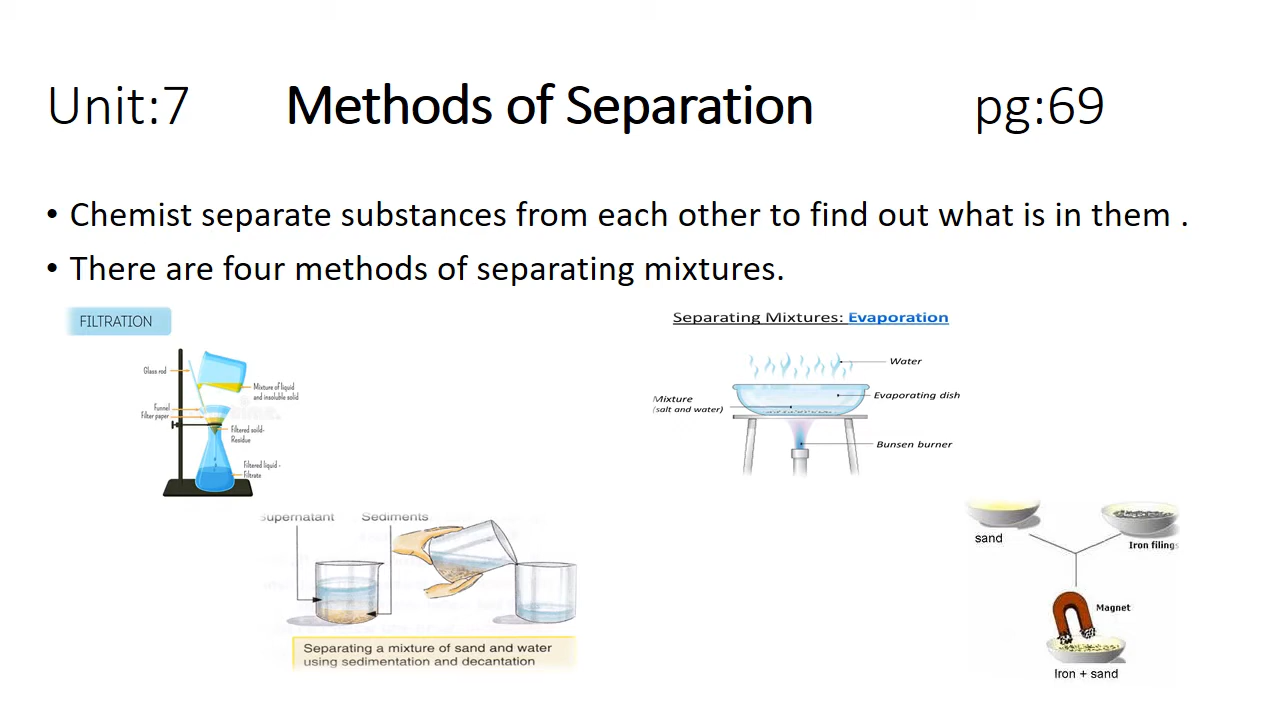 Unit:7 Methods of Separation pg:69
• Chemist separate substances from each other to find out what is in them .
• There are four methods of separating mixtures.
FILTRATION
Glass rod
Mixture of liquid
and insoluble solid
Funnel
Filter paper
Filtered soild-
Residue
Filtered liquid -
Filtrate
Separating Mixtures: Evaporation
Water
Evaporating dish
Mixture
(salt and water)
Bunsen burner
supernatant Sediments
Separating a mixture of sand and water
using sedimentation and decantation
sand
Iron filings
Magnet
Iron + sand